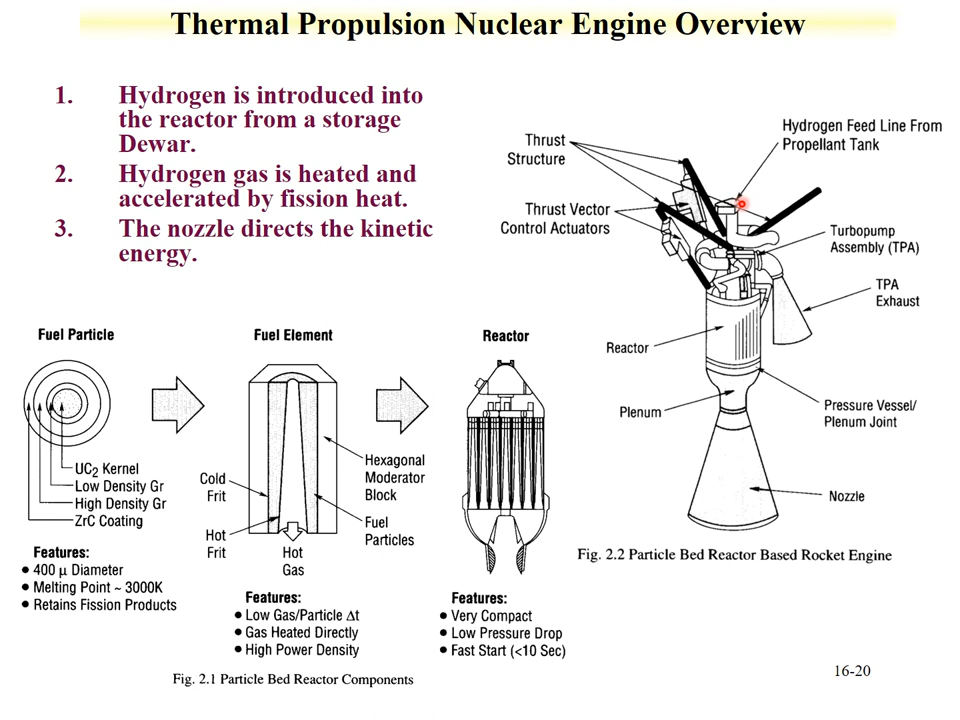 Thermal Propulsion Nuclear Engine Overview
1. Hydrogen is introduced into
the reactor from a storage
Dewar.
2. Hydrogen gas is heated and
accelerated by fission heat.
3. The nozzle directs the kinetic
energy.
Thrust
Structure
Hydrogen Feed Line From
Propellant Tank
Thrust Vector
Control Actuators
Turbopump
Assembly (TPA)
TPA
Exhaust
Reactor
Plenum
Pressure Vessel/
Plenum Joint
Nozzle
Fig. 2.2 Particle Bed Reactor Based Rocket Engine
Fuel Particle
UC2 Kernel
Low Density Gr
High Density Gr
ZrC Coating
Features:
• 400 μ Diameter
• Melting Point ~ 3000K
• Retains Fission Products
Fuel Element
Cold
Frit
Hot
Frit
Hot
Gas
Hexagonal
Moderator
Block
Fuel
Particles
Features:
• Low Gas/Particle Δt
• Gas Heated Directly
• High Power Density
Reactor
Features:
• Very Compact
• Low Pressure Drop
• Fast Start (<10 Sec)
Fig. 2.1 Particle Bed Reactor Components
16-20